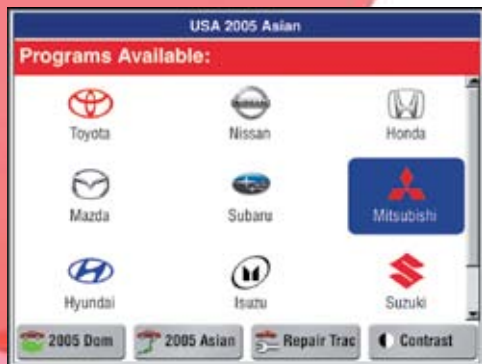 USA 2005 Asian
Programs Available:
Toyota Nissan Honda
NISSAN
Mazda Subaru Mitsubishi
Hyundai Isuzu Suzuki
2005 Dom 2005 Asian Repair Trac Contrast